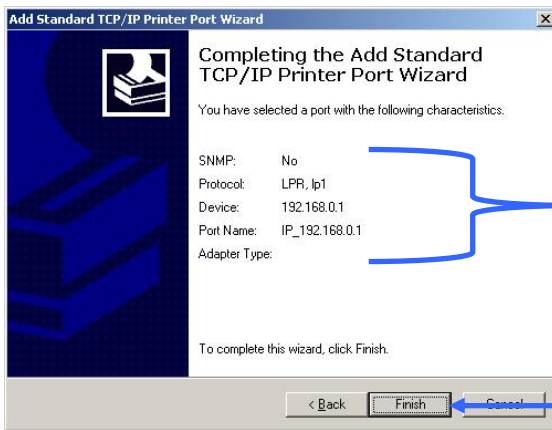 Add Standard TCP/IP Printer Port Wizard
Completing the Add Standard
TCP/IP Printer Port Wizard
You have selected a port with the following characteristics.
SNMP: No
Protocol: LPR, lp1
Device: 192.168.0.1
Port Name: IP_192.168.0.1
Adapter Type:
To complete this wizard, click Finish.
< Back Finish Cancel